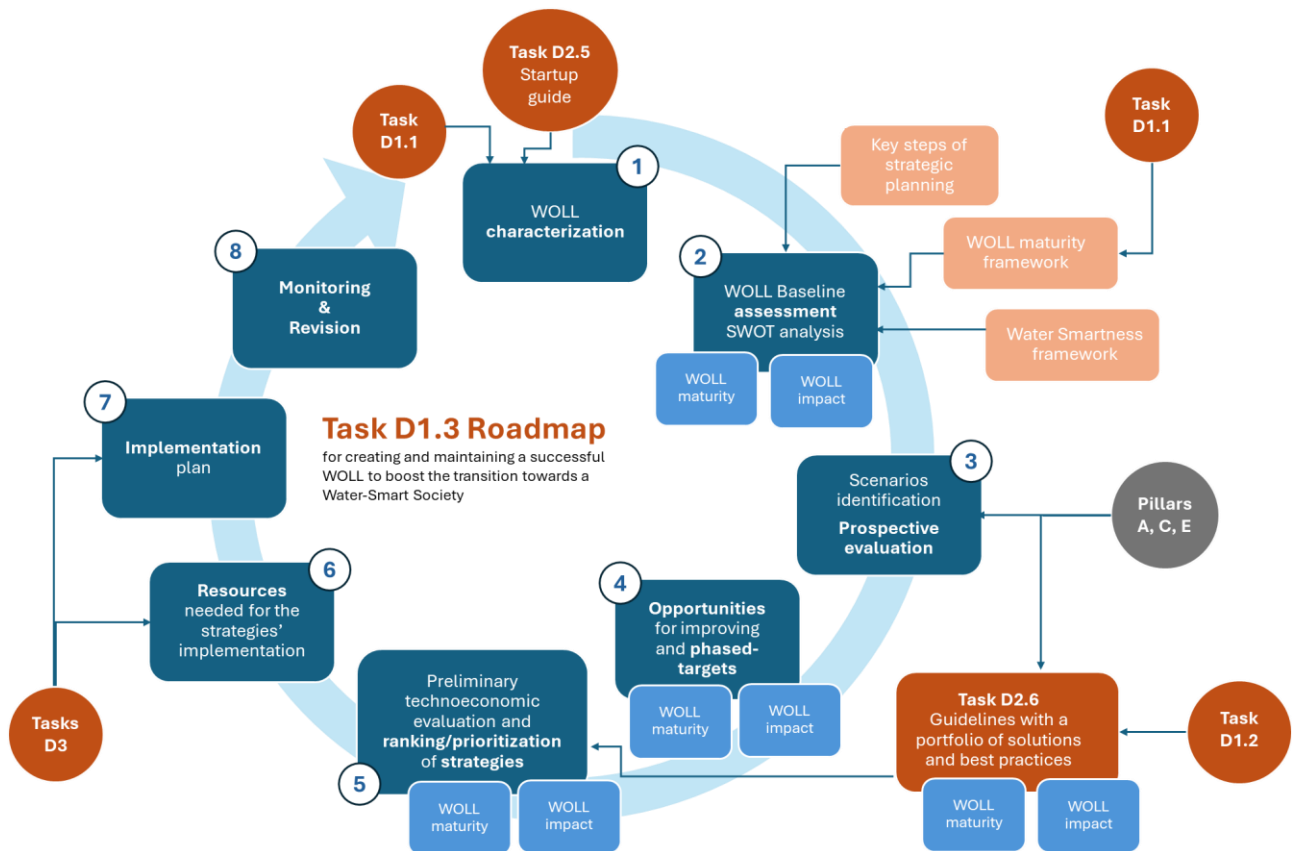 Task D2.5
Startup
guide
Task
D1.1
Task
D1.1
1
WOLL
characterization
Key steps of
strategic
planning
WOLL maturity
framework
Water Smartness
framework
2
WOLL Baseline
assessment
SWOT analysis
WOLL
maturity
WOLL
impact
8
Monitoring
&
Revision
7
Implementation
plan
Task D1.3 Roadmap
for creating and maintaining a successful
WOLL to boost the transition towards a
Water-Smart Society
3
Scenarios
identification
Prospective
evaluation
Pillars
A, C, E
4
Opportunities
for improving
and phased-
targets
WOLL
maturity
WOLL
impact
6
Resources
needed for the
strategies’
implementation
5
Preliminary
technoeconomic
evaluation and
ranking/prioritization
of strategies
WOLL
maturity
WOLL
impact
Tasks
D3
Task D2.6
Guidelines with a
portfolio of solutions
and best practices
WOLL
maturity
WOLL
impact
Task
D1.2